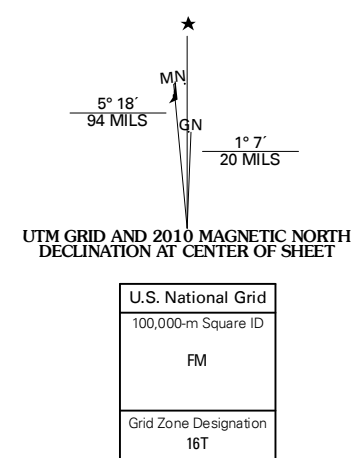 ★
MN
5° 18´
94 MILS
GN
1° 7´
20 MILS
UTM GRID AND 2010 MAGNETIC NORTH
DECLINATION AT CENTER OF SHEET
U.S. National Grid
100,000-m Square ID
FM
Grid Zone Designation
16T